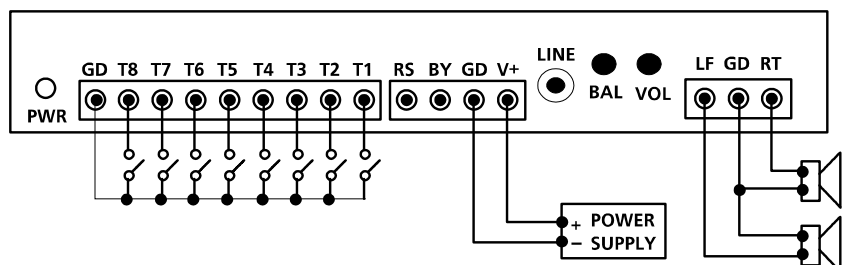 LINE
GD T8 T7 T6 T5 T4 T3 T2 T1 RS BY GD V+ LF GD RT
PWR BAL VOL
+ POWER
− SUPPLY